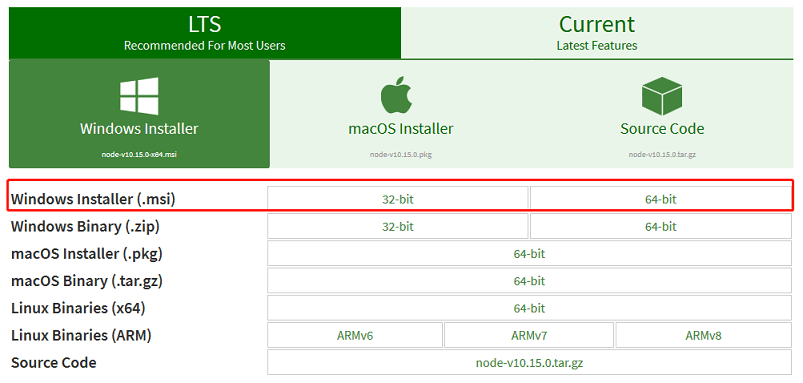 LTS
Recommended For Most Users
Current
Latest Features
Windows Installer
node-v10.15.0-x64.msi
macOS Installer
node-v10.15.0.pkg
Source Code
node-v10.15.0.tar.gz
Windows Installer (.msi) 32-bit 64-bit
Windows Binary (.zip) 32-bit 64-bit
macOS Installer (.pkg) 64-bit
macOS Binary (.tar.gz) 64-bit
Linux Binaries (x64) 64-bit
Linux Binaries (ARM) ARMv6 ARMv7 ARMv8
Source Code node-v10.15.0.tar.gz